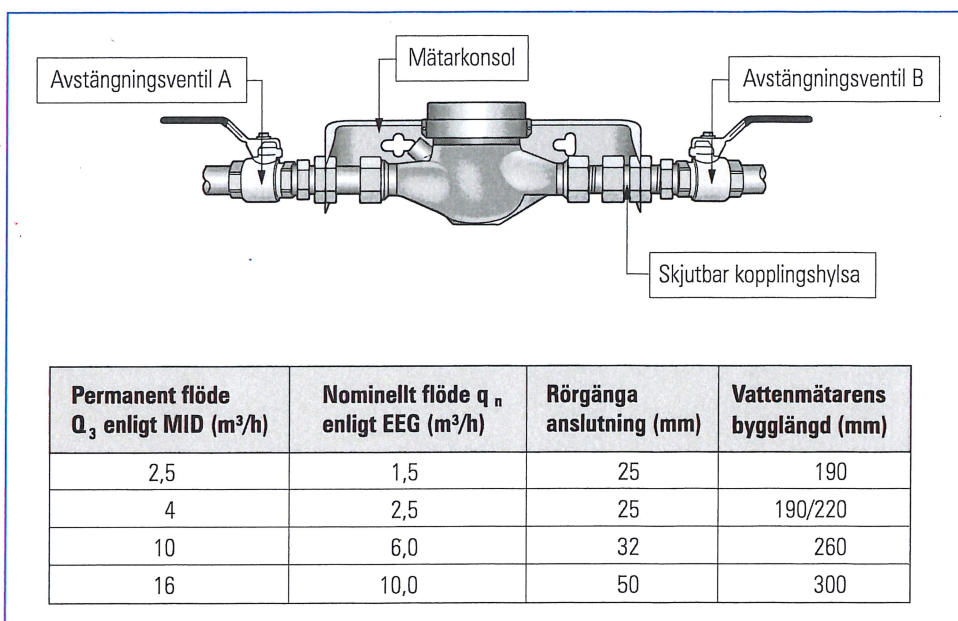 Mätarkonsol
Avstängningsventil A
Avstängningsventil B
Skjutbar kopplingshylsa
Permanent flöde Nominellt flöde q n Rörgänga Vattenmätarens
Q3 enligt MID (m³/h) enligt EEG (m³/h) anslutning (mm) bygglängd (mm)
2,5 1,5 25 190
4 2,5 25 190/220
10 6,0 32 260
16 10,0 50 300